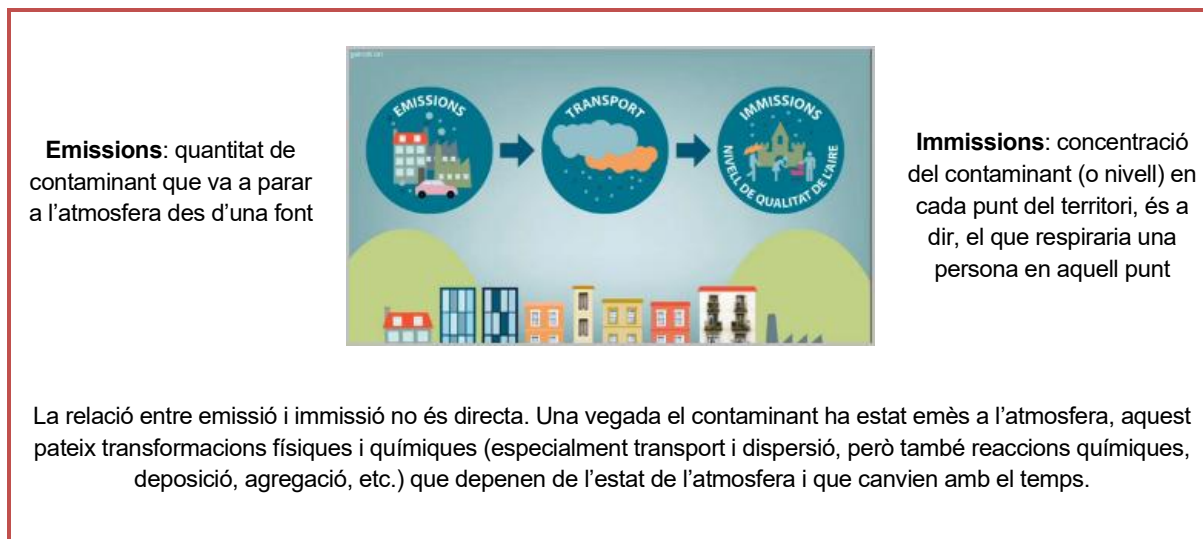 Emissions: quantitat de
contaminant que va a parar
a l’atmosfera des d’una font
EMISSIONS
TRANSPORT
IMMISSIONS
NIVELL DE QUALITAT DE L'AIRE
Immissions: concentració
del contaminant (o nivell) en
cada punt del territori, és a
dir, el que respiraria una
persona en aquell punt
La relació entre emissió i immissió no és directa. Una vegada el contaminant ha estat emès a l’atmosfera, aquest
pateix transformacions físiques i químiques (especialment transport i dispersió, però també reaccions químiques,
deposició, agregació, etc.) que depenen de l’estat de l’atmosfera i que canvien amb el temps.